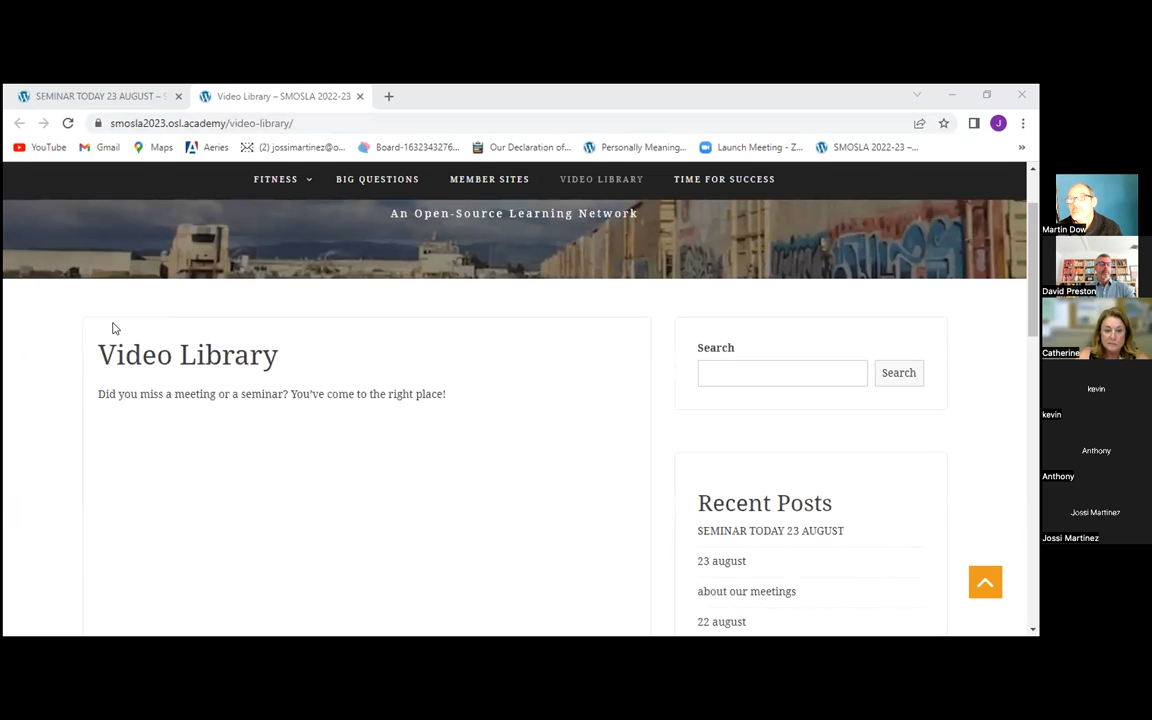 SEMINAR TODAY 23 AUGUST –
Video Library – SMOSLA 2022-23
smosla2023.osl.academy/video-library/
YouTube
Gmail
Maps
Aeries
(2) jossimartinez@o...
Board-1632343276...
Our Declaration of...
Personally Meaning...
Launch Meeting - Z...
SMOSLA 2022-23 –...
J
FITNESS
BIG QUESTIONS
MEMBER SITES
VIDEO LIBRARY
TIME FOR SUCCESS
An Open-Source Learning Network
Video Library
Did you miss a meeting or a seminar? You've come to the right place!
Search
Search
Recent Posts
SEMINAR TODAY 23 AUGUST
23 august
about our meetings
22 august
Martin Dow
David Preston
Catherine
kevin
kevin
Anthony
Anthony
Jossi Martinez
Jossi Martinez